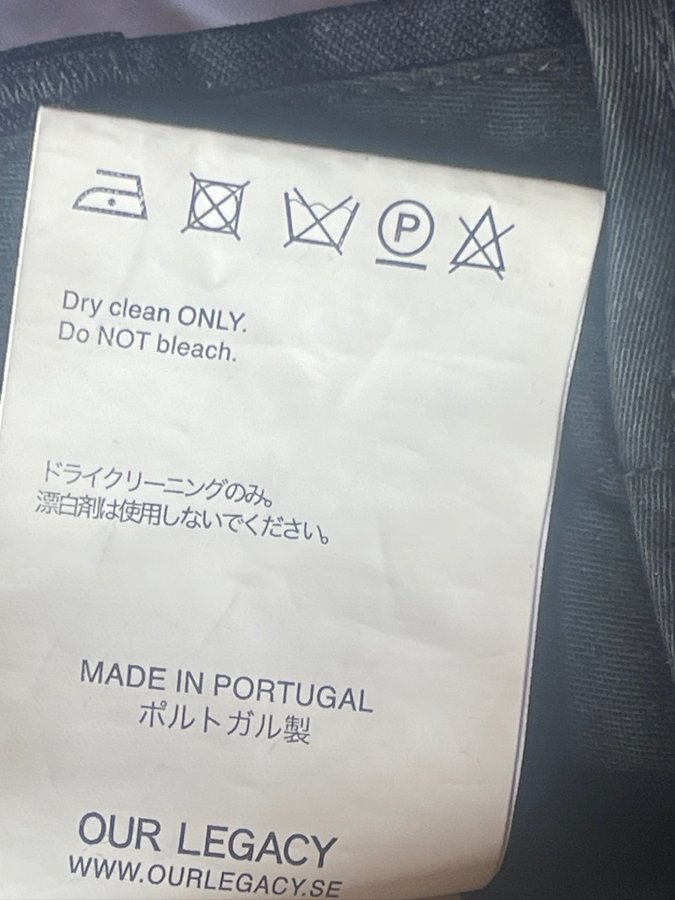 P
Dry clean ONLY.
Do NOT bleach.
ドライクリーニングのみ。
漂白剤は使用しないでください。
MADE IN PORTUGAL
ポルトガル製
OUR LEGACY
WWW.OURLEGACY.SE